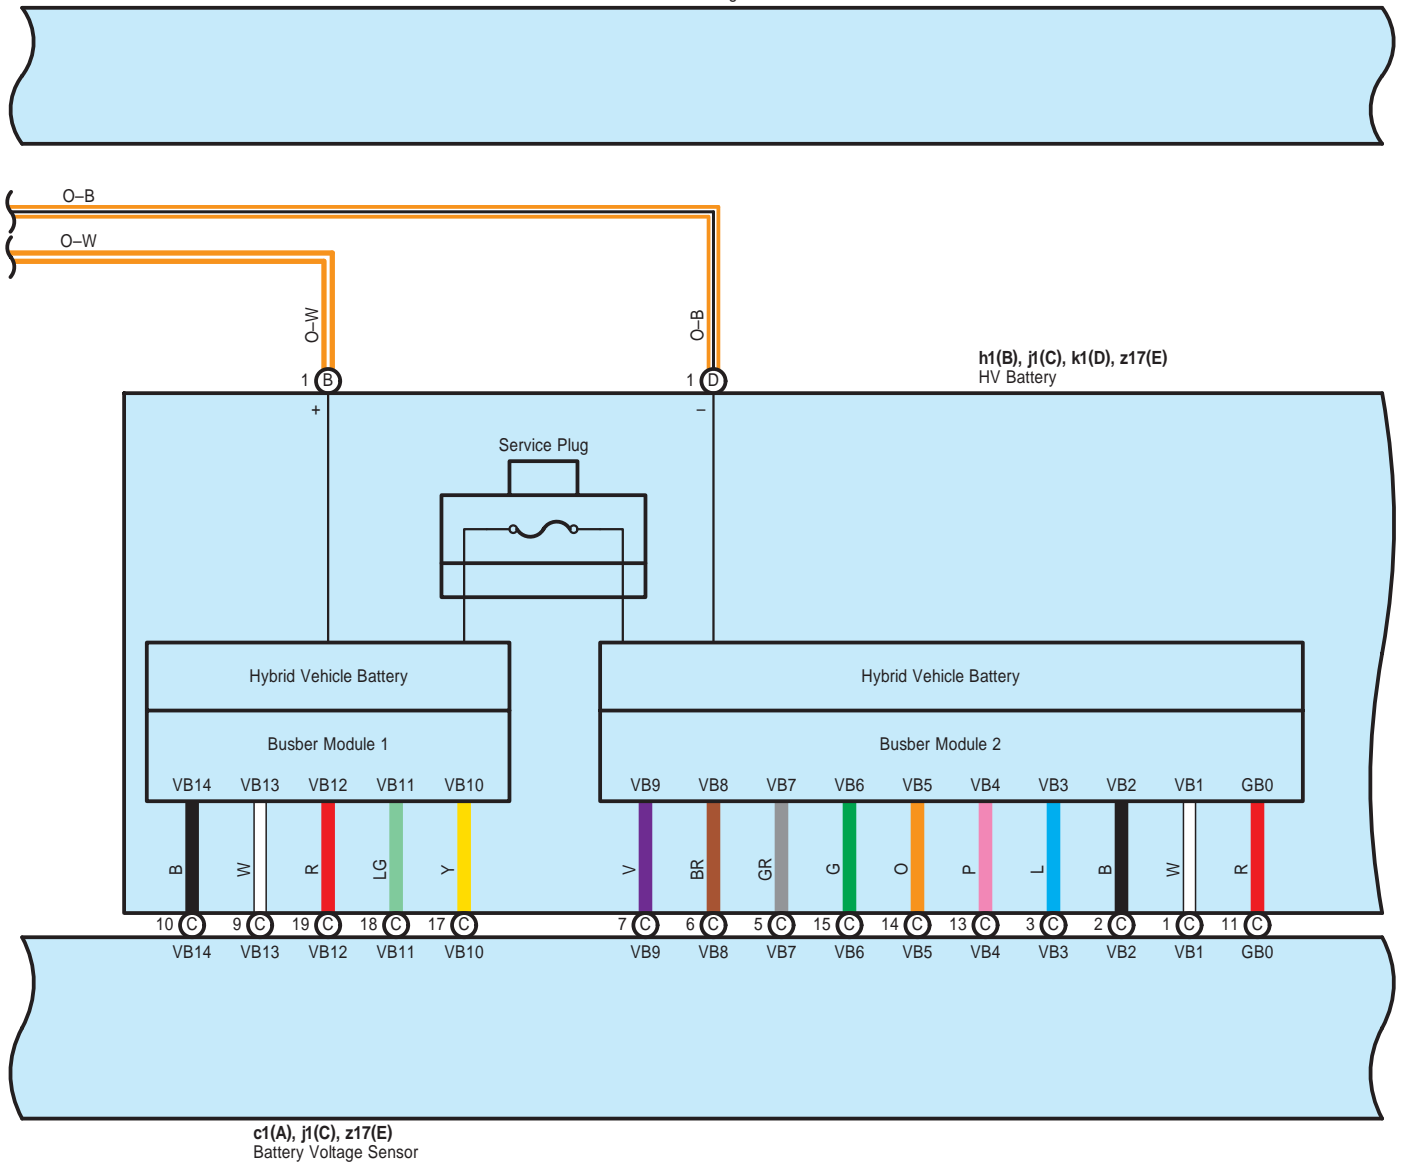 O–B
O–W
O–W
O–B
h1(B), j1(C), k1(D), z17(E)
HV Battery
1 B
1 D
+
–
Service Plug
Hybrid Vehicle Battery
Hybrid Vehicle Battery
Busber Module 1
Busber Module 2
VB14 VB13 VB12 VB11 VB10
VB9 VB8 VB7 VB6 VB5 VB4 VB3 VB2 VB1 GB0
B W R LG Y
V BR GR G O P L B W R
10 C 9 C 19 C 18 C 17 C
7 C 6 C 5 C 15 C 14 C 13 C 3 C 2 C 1 C 11 C
VB14 VB13 VB12 VB11 VB10
VB9 VB8 VB7 VB6 VB5 VB4 VB3 VB2 VB1 GB0
c1(A), j1(C), z17(E)
Battery Voltage Sensor